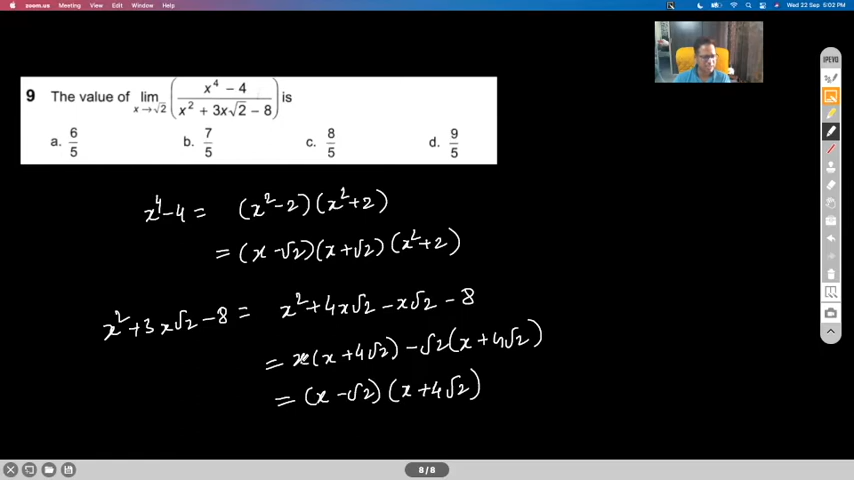 zoom.us Meeting View Edit Window Help Wed 22 Sep 5:02 PM
IPEVO
9 The value of lim x→√2 ( x⁴ − 4 / x² + 3x√2 − 8 ) is
a. 6/5 b. 7/5 c. 8/5 d. 9/5
x⁴-4 = (x²-2)(x²+2)
= (x-√2)(x+√2)(x²+2)
x²+3x√2-8 = x²+4x√2-x√2-8
= x(x+4√2)-√2(x+4√2)
= (x-√2)(x+4√2)
8/8